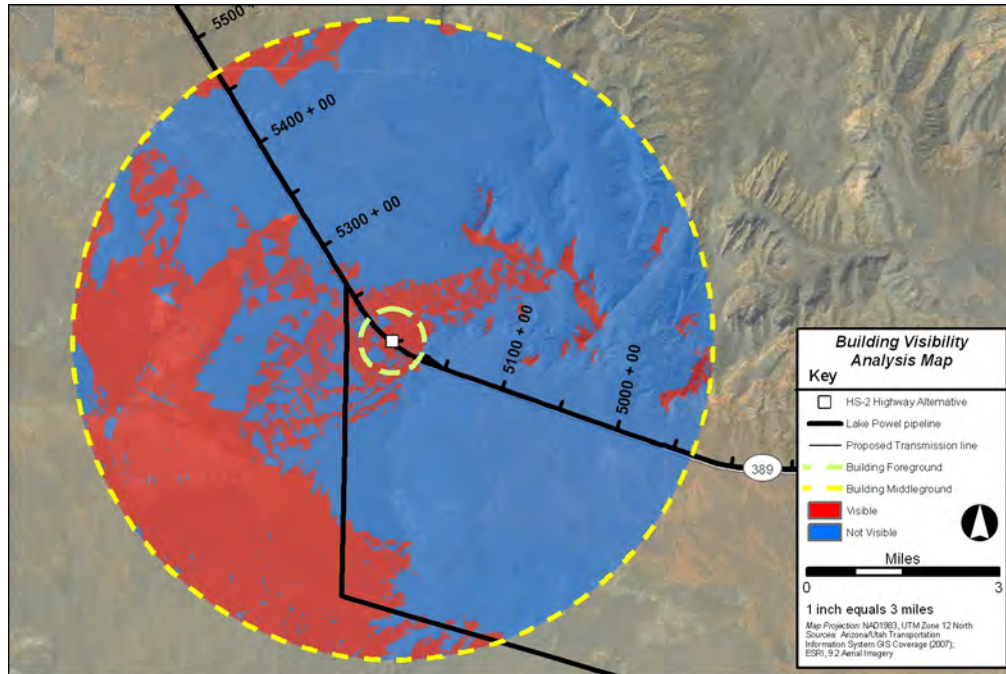 5500 + 00
5400 + 00
5300 + 00
5100 + 00
5000 + 00
389
Building Visibility
Analysis Map
Key
HS-2 Highway Alternative
Lake Powel pipeline
Proposed Transmission line
Building Foreground
Building Middleground
Visible
Not Visible
Miles
0 3
1 inch equals 3 miles
Map Projection: NAD1983, UTM Zone 12 North
Sources: Arizona/Utah Transportation
Information System GIS Coverage (2007);
ESRI, 9.2 Aerial Imagery